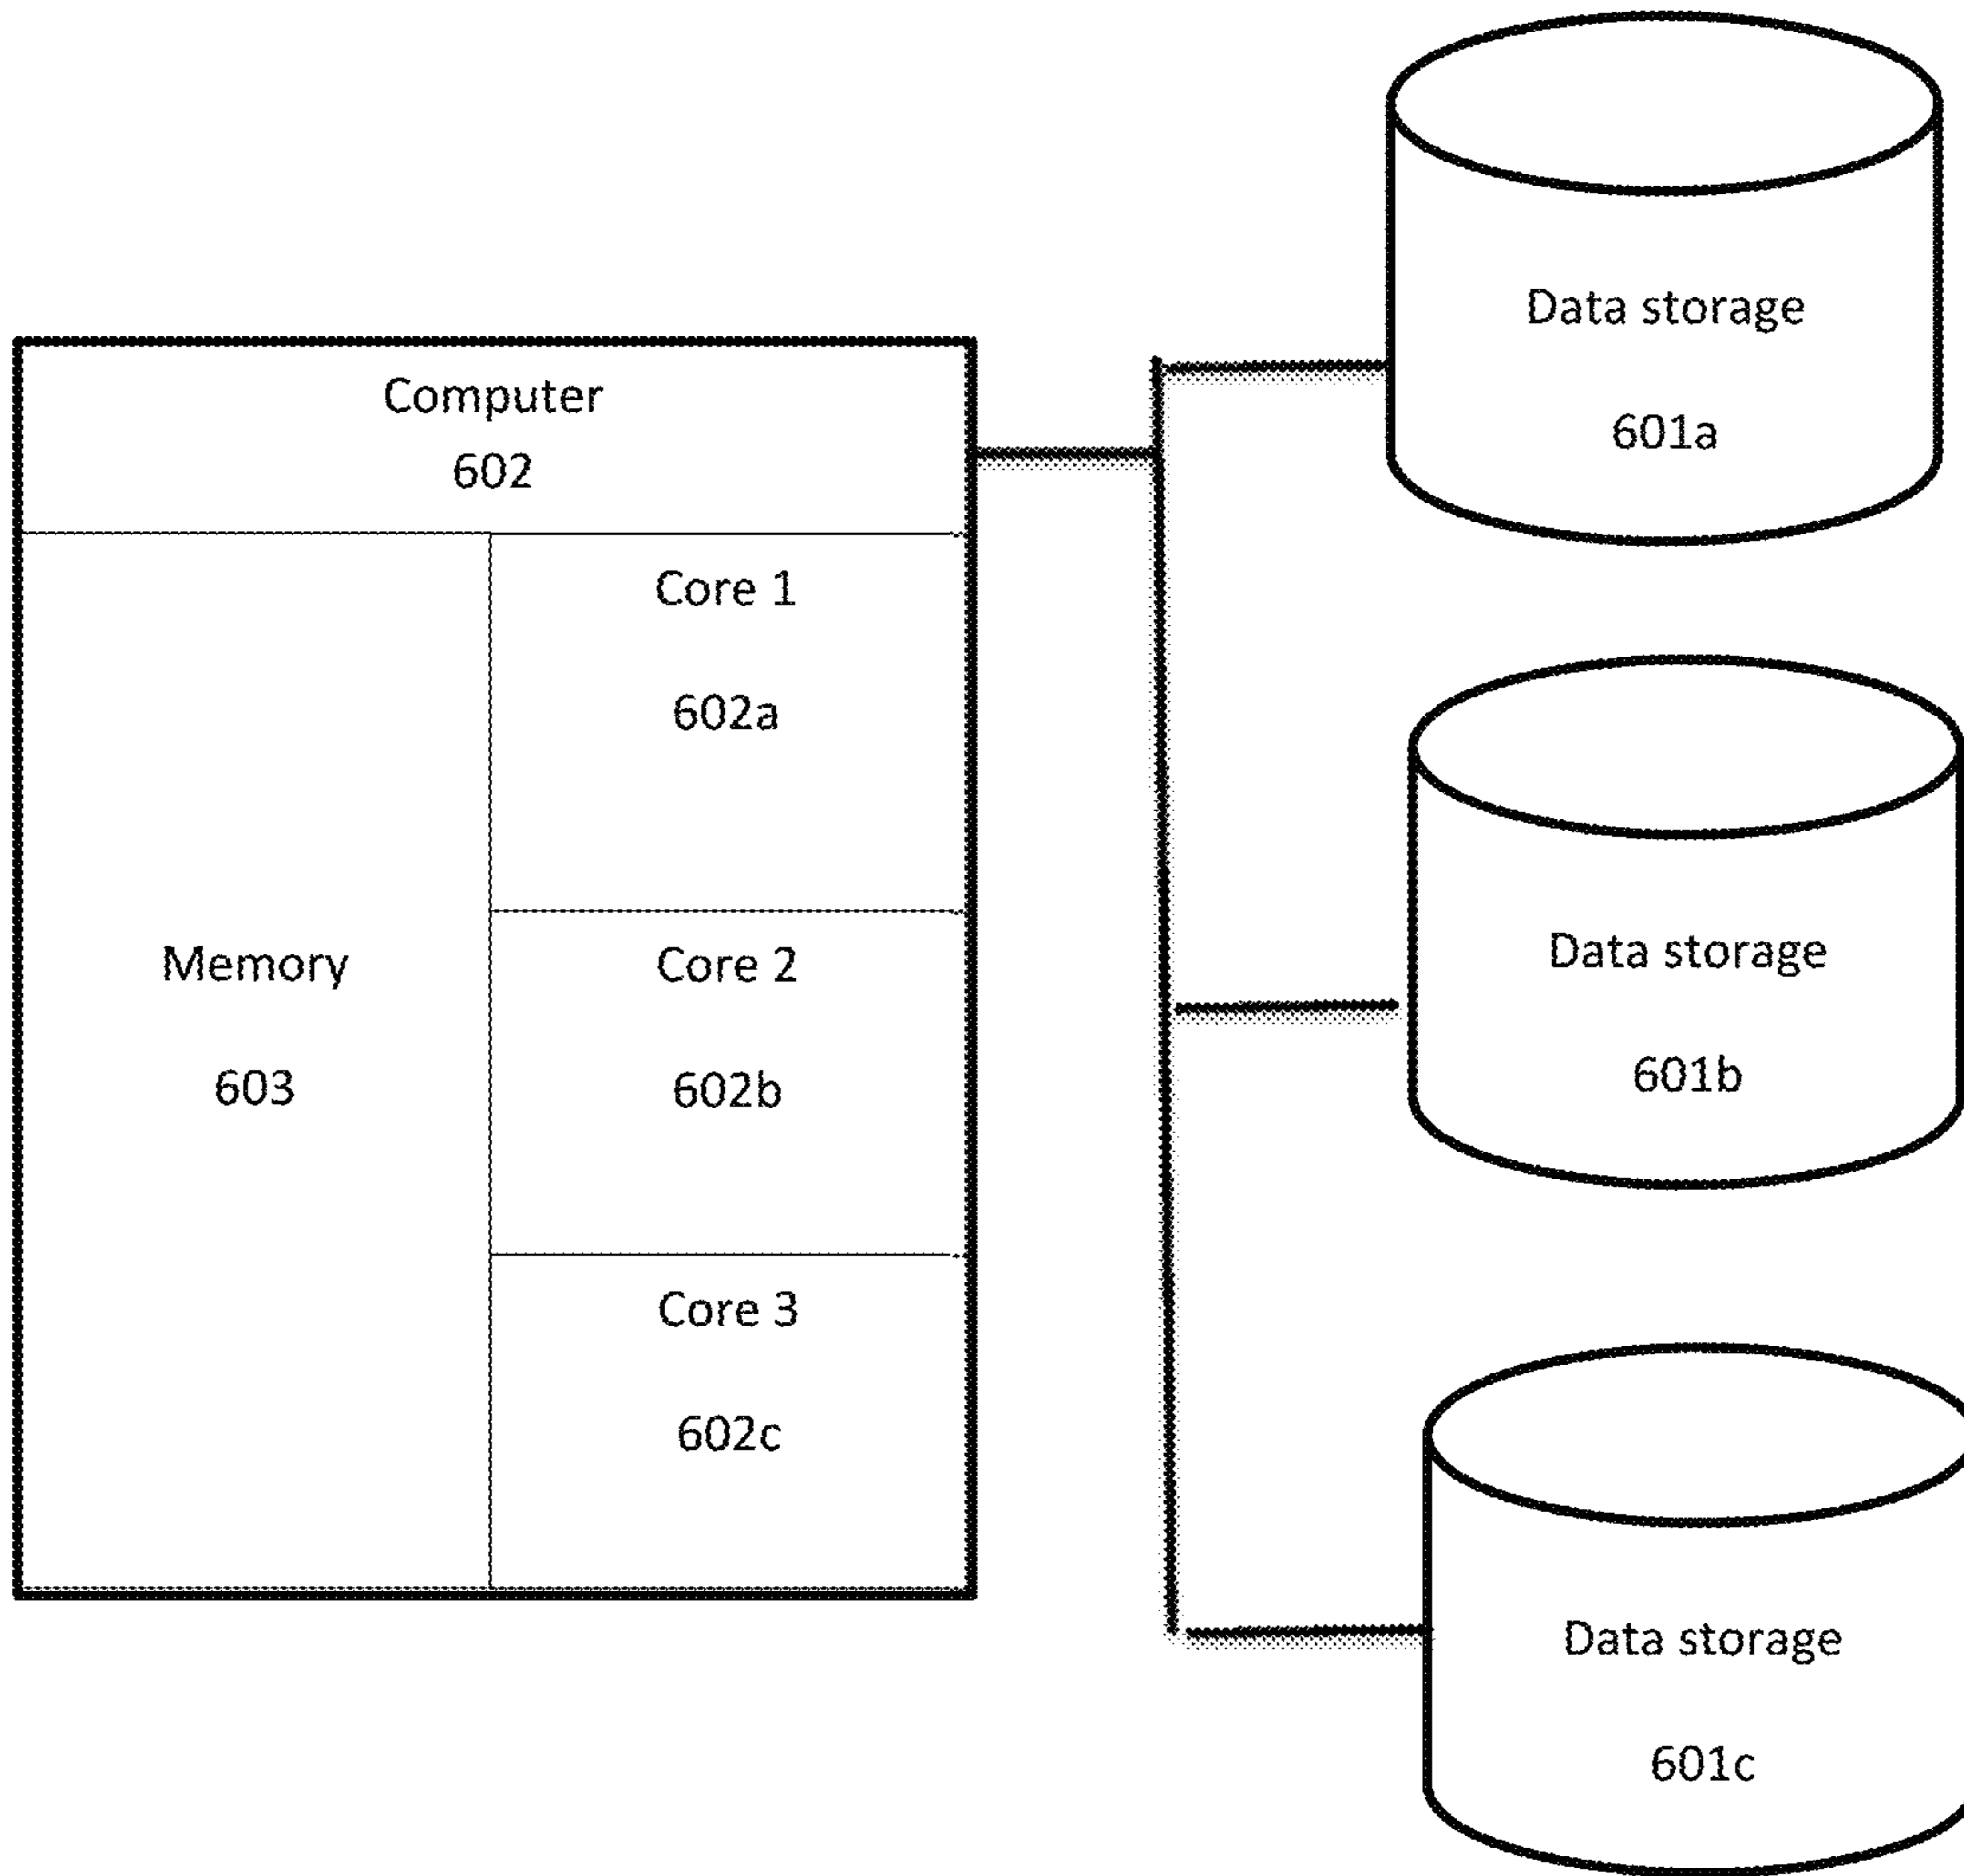 Computer
602
Memory
603
Core 1
602a
Core 2
602b
Core 3
602c
Data storage
601a
Data storage
601b
Data storage
601c